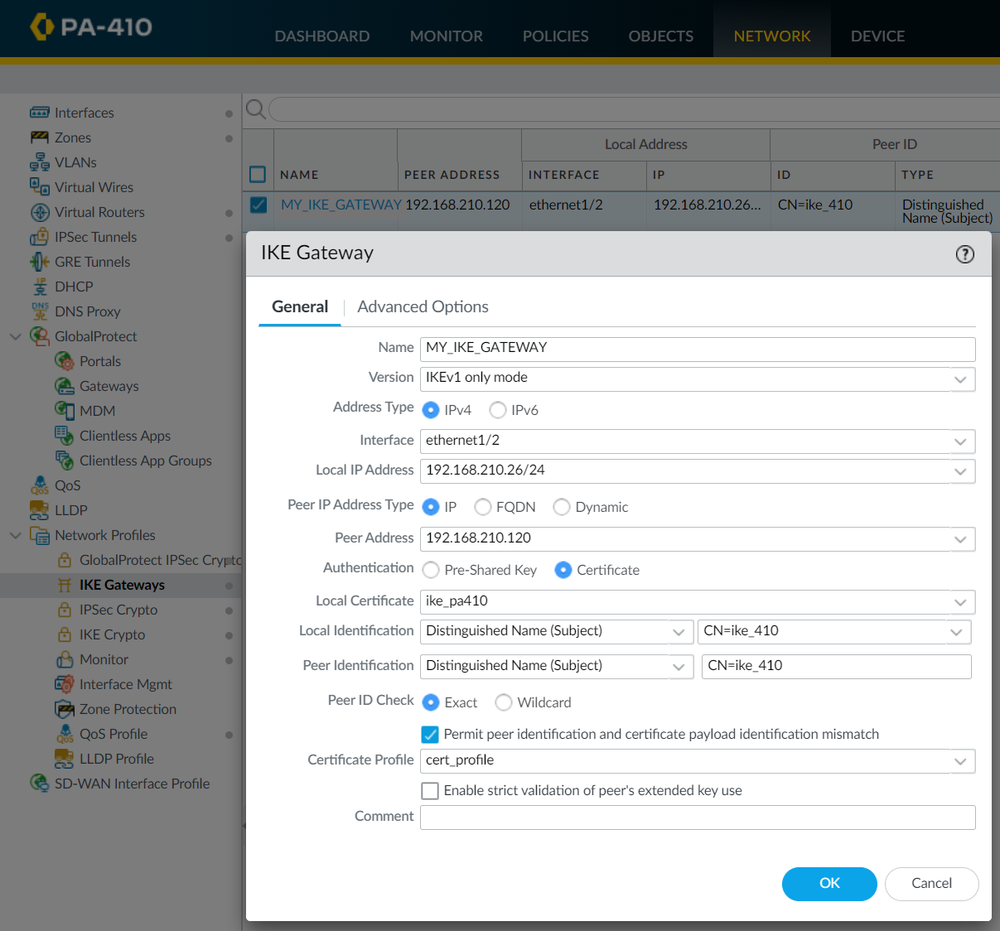 PA-410
DASHBOARD MONITOR POLICIES OBJECTS NETWORK DEVICE
Interfaces
Zones
VLANs
Virtual Wires
Virtual Routers
IPSec Tunnels
GRE Tunnels
DHCP
DNS Proxy
GlobalProtect
Portals
Gateways
MDM
Clientless Apps
Clientless App Groups
QoS
LLDP
Network Profiles
GlobalProtect IPSec Crypto
IKE Gateways
IPSec Crypto
IKE Crypto
Monitor
Interface Mgmt
Zone Protection
QoS Profile
LLDP Profile
SD-WAN Interface Profile
Local Address Peer ID
NAME PEER ADDRESS INTERFACE IP ID TYPE
MY_IKE_GATEWAY 192.168.210.120 ethernet1/2 192.168.210.26... CN=ike_410 Distinguished
Name (Subject)
IKE Gateway
General Advanced Options
Name MY_IKE_GATEWAY
Version IKEv1 only mode
Address Type IPv4 IPv6
Interface ethernet1/2
Local IP Address 192.168.210.26/24
Peer IP Address Type IP FQDN Dynamic
Peer Address 192.168.210.120
Authentication Pre-Shared Key Certificate
Local Certificate ike_pa410
Local Identification Distinguished Name (Subject) CN=ike_410
Peer Identification Distinguished Name (Subject) CN=ike_410
Peer ID Check Exact Wildcard
Permit peer identification and certificate payload identification mismatch
Certificate Profile cert_profile
Enable strict validation of peer's extended key use
Comment
OK Cancel